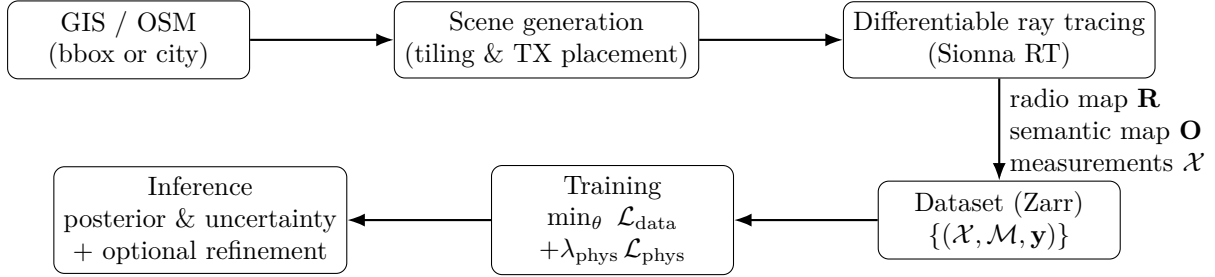 GIS / OSM
(bbox or city)
Scene generation
(tiling & TX placement)
Differentiable ray tracing
(Sionna RT)
radio map R
semantic map O
measurements 𝒳
Dataset (Zarr)
{(𝒳, ℳ, y)}
Training
min_θ ℒ_data
+λ_phys ℒ_phys
Inference
posterior & uncertainty
+ optional refinement